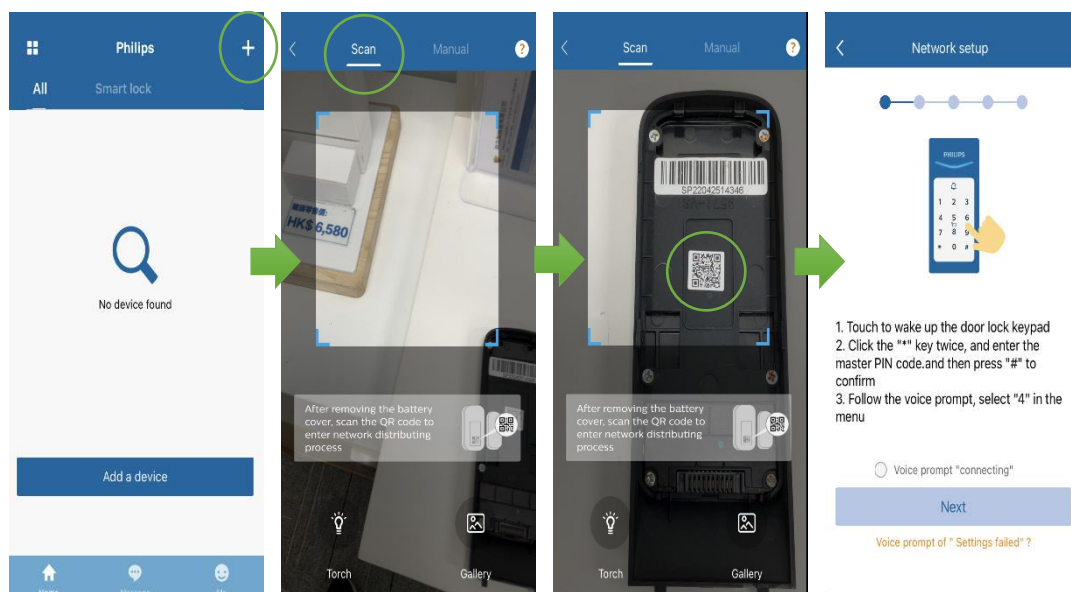 Philips
+
All
Smart lock
No device found
Add a device
Home
Message
Me
Scan
Manual
?
HK$ 6,580
After removing the battery
cover, scan the QR code to
enter network distributing
process
Torch
Gallery
Scan
Manual
?
SP22042514346
After removing the battery
cover, scan the QR code to
enter network distributing
process
Torch
Gallery
Network setup
PHILIPS
1 2 3
4 5 6
7 8 9
* 0 #
1. Touch to wake up the door lock keypad
2. Click the "*" key twice, and enter the
master PIN code.and then press "#" to
confirm
3. Follow the voice prompt, select "4" in the
menu
Voice prompt "connecting"
Next
Voice prompt of " Settings failed" ?